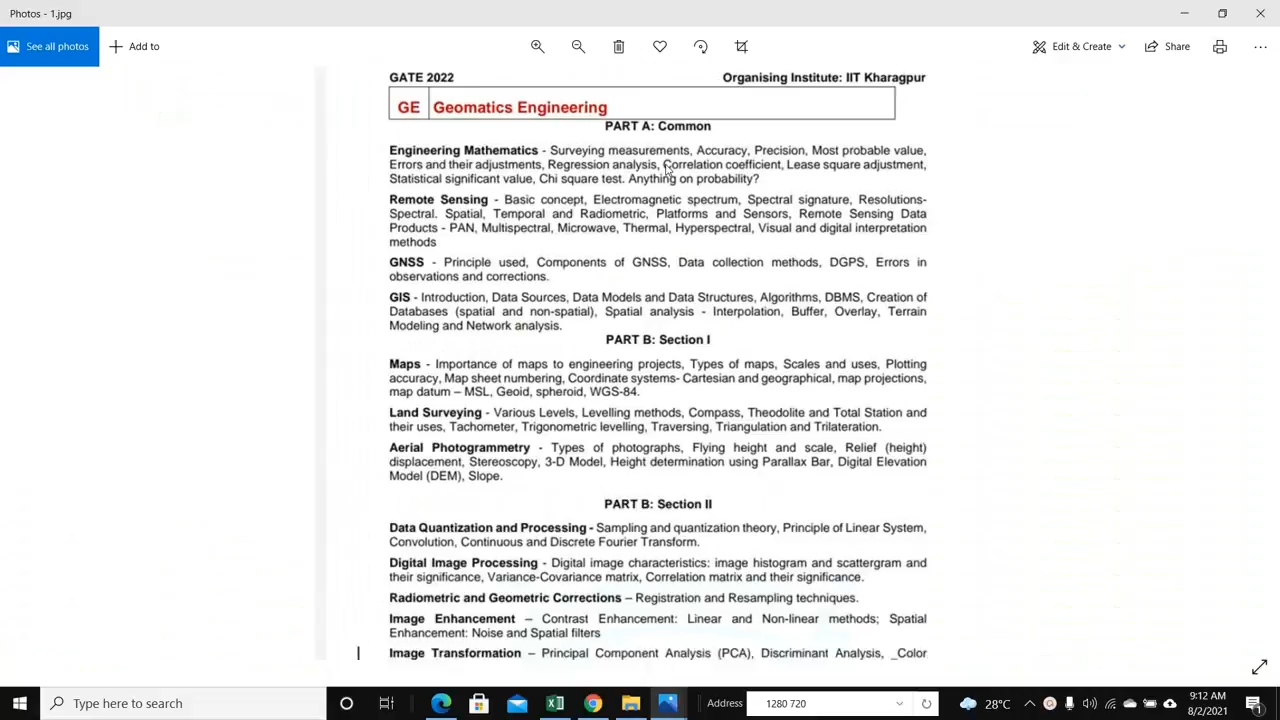 Photos - 1.jpg
See all photos
Add to
Edit & Create
Share
GATE 2022 Organising Institute: IIT Kharagpur
GE Geomatics Engineering
PART A: Common
Engineering Mathematics - Surveying measurements, Accuracy, Precision, Most probable value,
Errors and their adjustments, Regression analysis, Correlation coefficient, Lease square adjustment,
Statistical significant value, Chi square test. Anything on probability?
Remote Sensing - Basic concept, Electromagnetic spectrum, Spectral signature, Resolutions-
Spectral. Spatial, Temporal and Radiometric, Platforms and Sensors, Remote Sensing Data
Products - PAN, Multispectral, Microwave, Thermal, Hyperspectral, Visual and digital interpretation
methods
GNSS - Principle used, Components of GNSS, Data collection methods, DGPS, Errors in
observations and corrections.
GIS - Introduction, Data Sources, Data Models and Data Structures, Algorithms, DBMS, Creation of
Databases (spatial and non-spatial), Spatial analysis - Interpolation, Buffer, Overlay, Terrain
Modeling and Network analysis.
PART B: Section I
Maps - Importance of maps to engineering projects, Types of maps, Scales and uses, Plotting
accuracy, Map sheet numbering, Coordinate systems- Cartesian and geographical, map projections,
map datum – MSL, Geoid, spheroid, WGS-84.
Land Surveying - Various Levels, Levelling methods, Compass, Theodolite and Total Station and
their uses, Tachometer, Trigonometric levelling, Traversing, Triangulation and Trilateration.
Aerial Photogrammetry - Types of photographs, Flying height and scale, Relief (height)
displacement, Stereoscopy, 3-D Model, Height determination using Parallax Bar, Digital Elevation
Model (DEM), Slope.
PART B: Section II
Data Quantization and Processing - Sampling and quantization theory, Principle of Linear System,
Convolution, Continuous and Discrete Fourier Transform.
Digital Image Processing - Digital image characteristics: image histogram and scattergram and
their significance, Variance-Covariance matrix, Correlation matrix and their significance.
Radiometric and Geometric Corrections – Registration and Resampling techniques.
Image Enhancement – Contrast Enhancement: Linear and Non-linear methods; Spatial
Enhancement: Noise and Spatial filters
Image Transformation – Principal Component Analysis (PCA), Discriminant Analysis, _Color
Type here to search
Address
1280 720
28°C
9:12 AM
8/2/2021
1